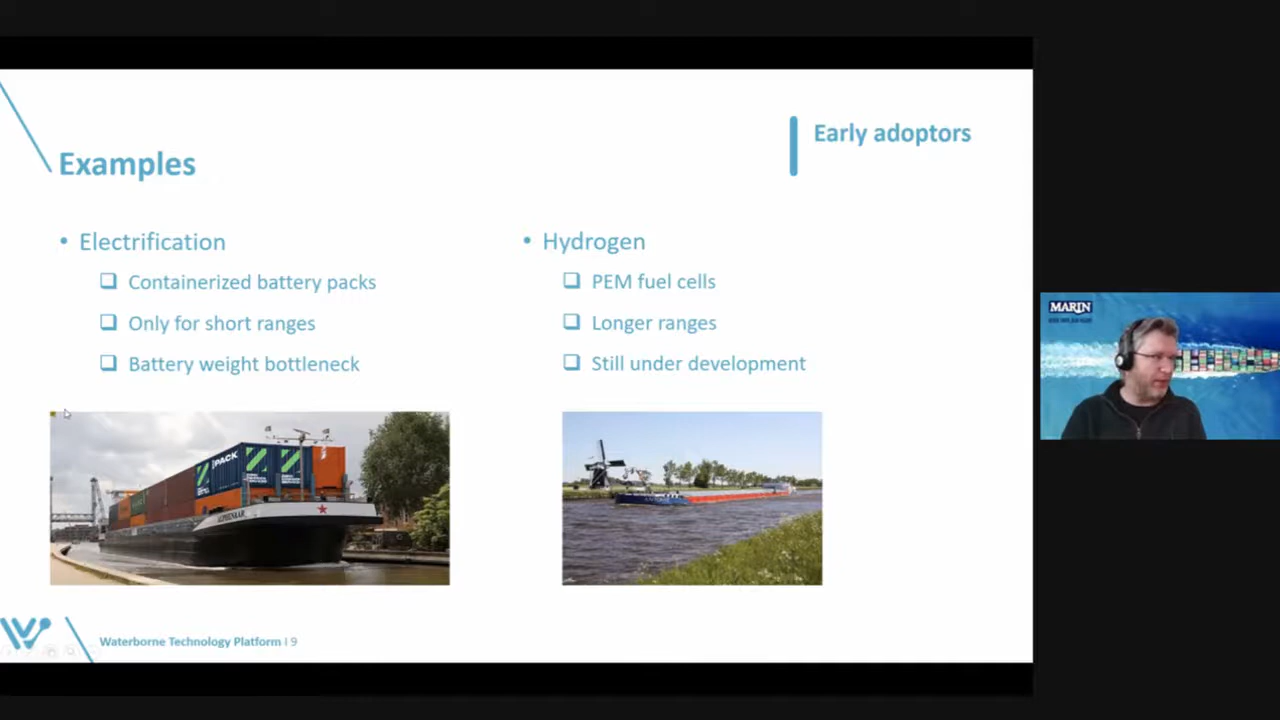 Early adoptors
Examples
• Electrification
❑ Containerized battery packs
❑ Only for short ranges
❑ Battery weight bottleneck
• Hydrogen
❑ PEM fuel cells
❑ Longer ranges
❑ Still under development
PACK
MARIN
Waterborne Technology Platform I 9